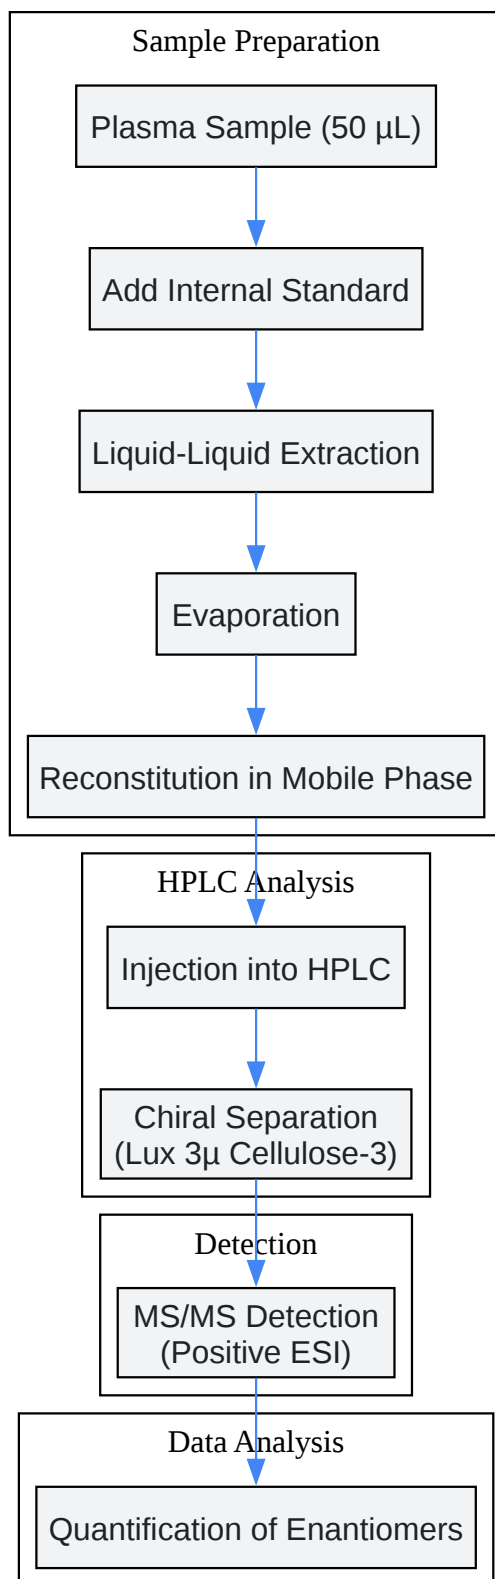 Sample Preparation
Plasma Sample (50 µL)
Add Internal Standard
Liquid-Liquid Extraction
Evaporation
Reconstitution in Mobile Phase
HPLC Analysis
Injection into HPLC
Chiral Separation
(Lux 3µ Cellulose-3)
Detection
MS/MS Detection
(Positive ESI)
Data Analysis
Quantification of Enantiomers